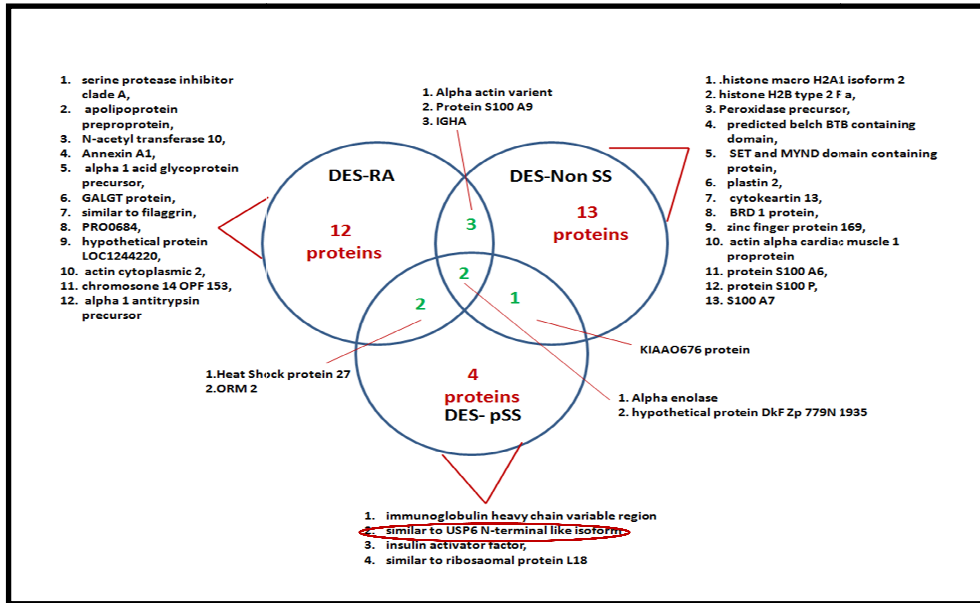 1. serine protease inhibitor
clade A,
2. apolipoprotein
preproprotein,
3. N-acetyl transferase 10,
4. Annexin A1,
5. alpha 1 acid glycoprotein
precursor,
6. GALGT protein,
7. similar to filaggrin,
8. PRO0684,
9. hypothetical protein
LOC1244220,
10. actin cytoplasmic 2,
11. chromosone 14 OPF 153,
12. alpha 1 antitrypsin
precursor
1. Alpha actin varient
2. Protein S100 A9
3. IGHA
1. .histone macro H2A1 isoform 2
2. histone H2B type 2 F a,
3. Peroxidase precursor,
4. predicted belch BTB containing
domain,
5. SET and MYND domain containing
protein,
6. plastin 2,
7. cytokeartin 13,
8. BRD 1 protein,
9. zinc finger protein 169,
10. actin alpha cardiac muscle 1
proprotein
11. protein S100 A6,
12. protein S100 P,
13. S100 A7
DES-RA
DES-Non SS
12
proteins
3
13
proteins
2
2
1
KIAAO676 protein
1.Heat Shock protein 27
2.ORM 2
4
proteins
DES- pSS
1. Alpha enolase
2. hypothetical protein DkF Zp 779N 1935
1. immunoglobulin heavy chain variable region
2. similar to USP6 N-terminal like isoform
3. insulin activator factor,
4. similar to ribosaomal protein L18